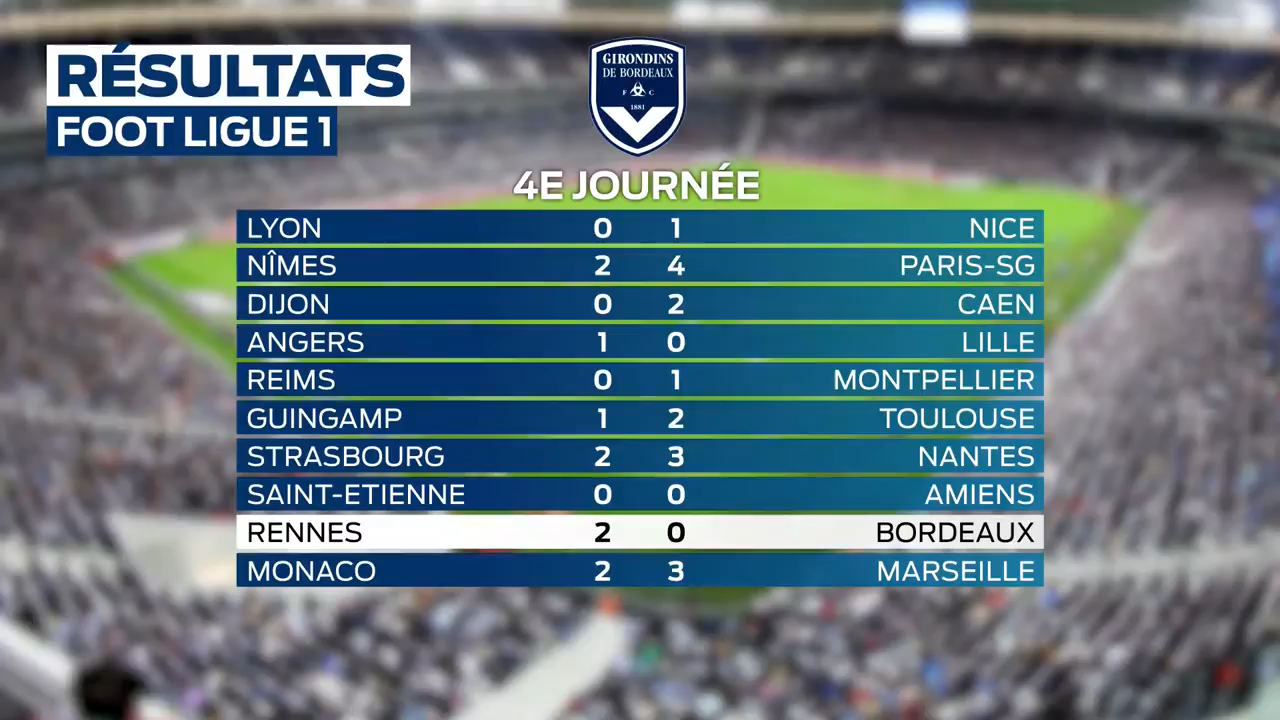 RÉSULTATS
FOOT LIGUE 1
GIRONDINS
DE BORDEAUX
F C
1881
4E JOURNÉE
LYON 0 1 NICE
NÎMES 2 4 PARIS-SG
DIJON 0 2 CAEN
ANGERS 1 0 LILLE
REIMS 0 1 MONTPELLIER
GUINGAMP 1 2 TOULOUSE
STRASBOURG 2 3 NANTES
SAINT-ETIENNE 0 0 AMIENS
RENNES 2 0 BORDEAUX
MONACO 2 3 MARSEILLE